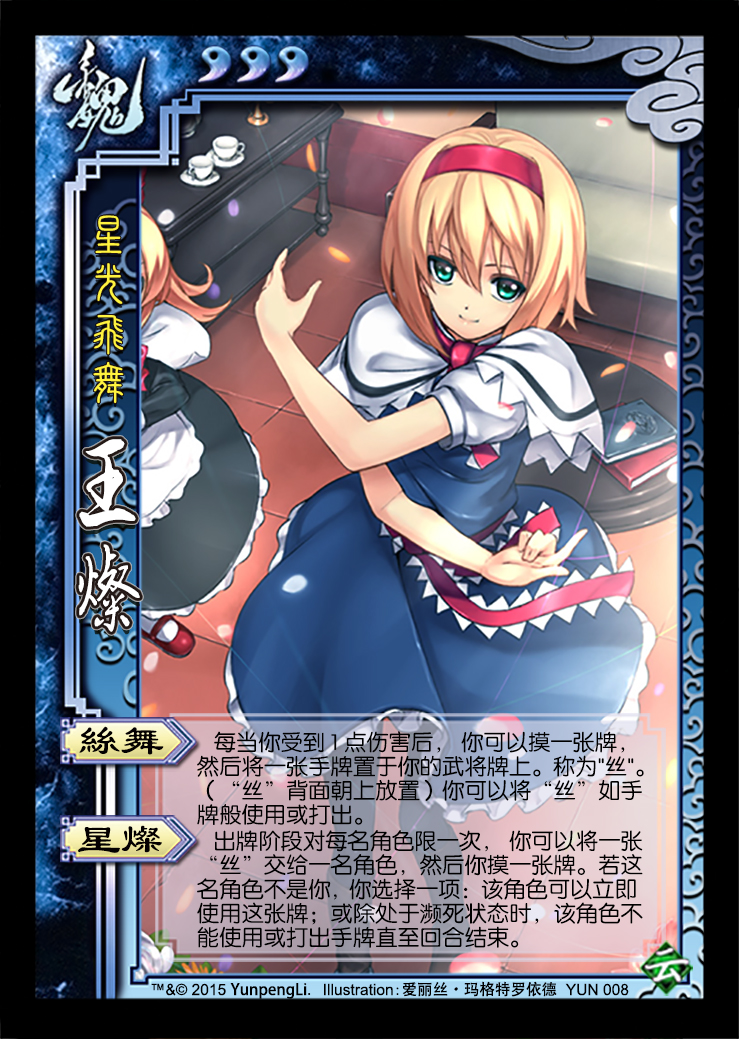 魏
星光飛舞
王燦
絲舞
每当你受到1点伤害后，你可以摸一张牌，
然后将一张手牌置于你的武将牌上。称为"丝"。
（“丝”背面朝上放置）你可以将“丝”如手
牌般使用或打出。
星燦
出牌阶段对每名角色限一次，你可以将一张
“丝”交给一名角色，然后你摸一张牌。若这
名角色不是你，你选择一项：该角色可以立即
使用这张牌；或除处于濒死状态时，该角色不
能使用或打出手牌直至回合结束。
云
™&© 2015 YunpengLi. Illustration：爱丽丝·玛格特罗依德 YUN 008